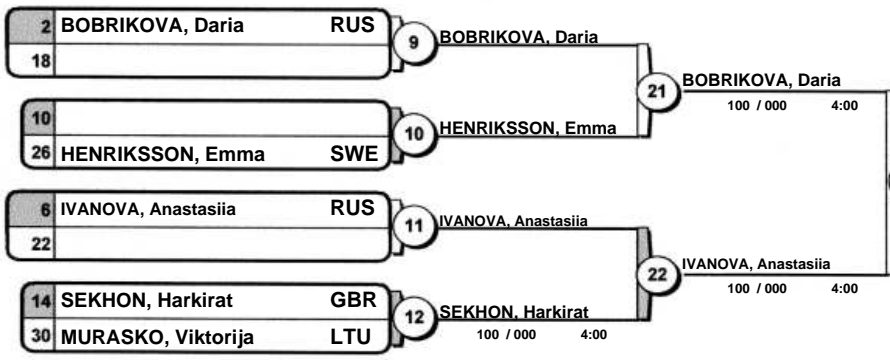 2 BOBRIKOVA, Daria RUS
18
9
BOBRIKOVA, Daria
10
26 HENRIKSSON, Emma SWE
10
HENRIKSSON, Emma
21
BOBRIKOVA, Daria
100 / 000 4:00
6 IVANOVA, Anastasiia RUS
22
11
IVANOVA, Anastasiia
14 SEKHON, Harkirat GBR
30 MURASKO, Viktorija LTU
12
SEKHON, Harkirat
100 / 000 4:00
22
IVANOVA, Anastasiia
100 / 000 4:00